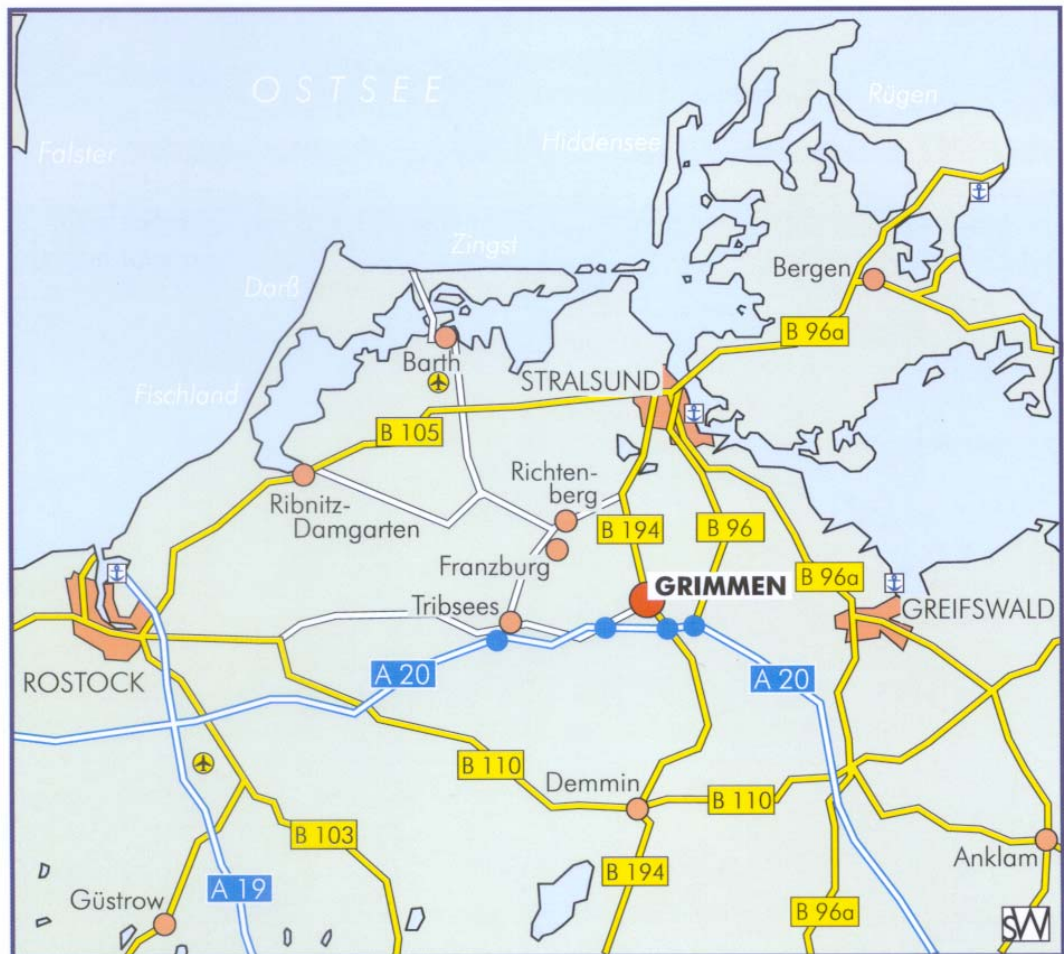 OSTSEE
Rügen
Hiddensee
Falster
Zingst
Bergen
Darß
B 96a
Barth
STRALSUND
Fischland
B 105
Richten-
berg
Ribnitz-
Damgarten
B 194
B 96
Franzburg
B 96a
GRIMMEN
Tribsees
GREIFSWALD
ROSTOCK
A 20
A 20
B 110
Demmin
B 110
B 103
Anklam
B 194
A 19
Güstrow
B 96a
SW